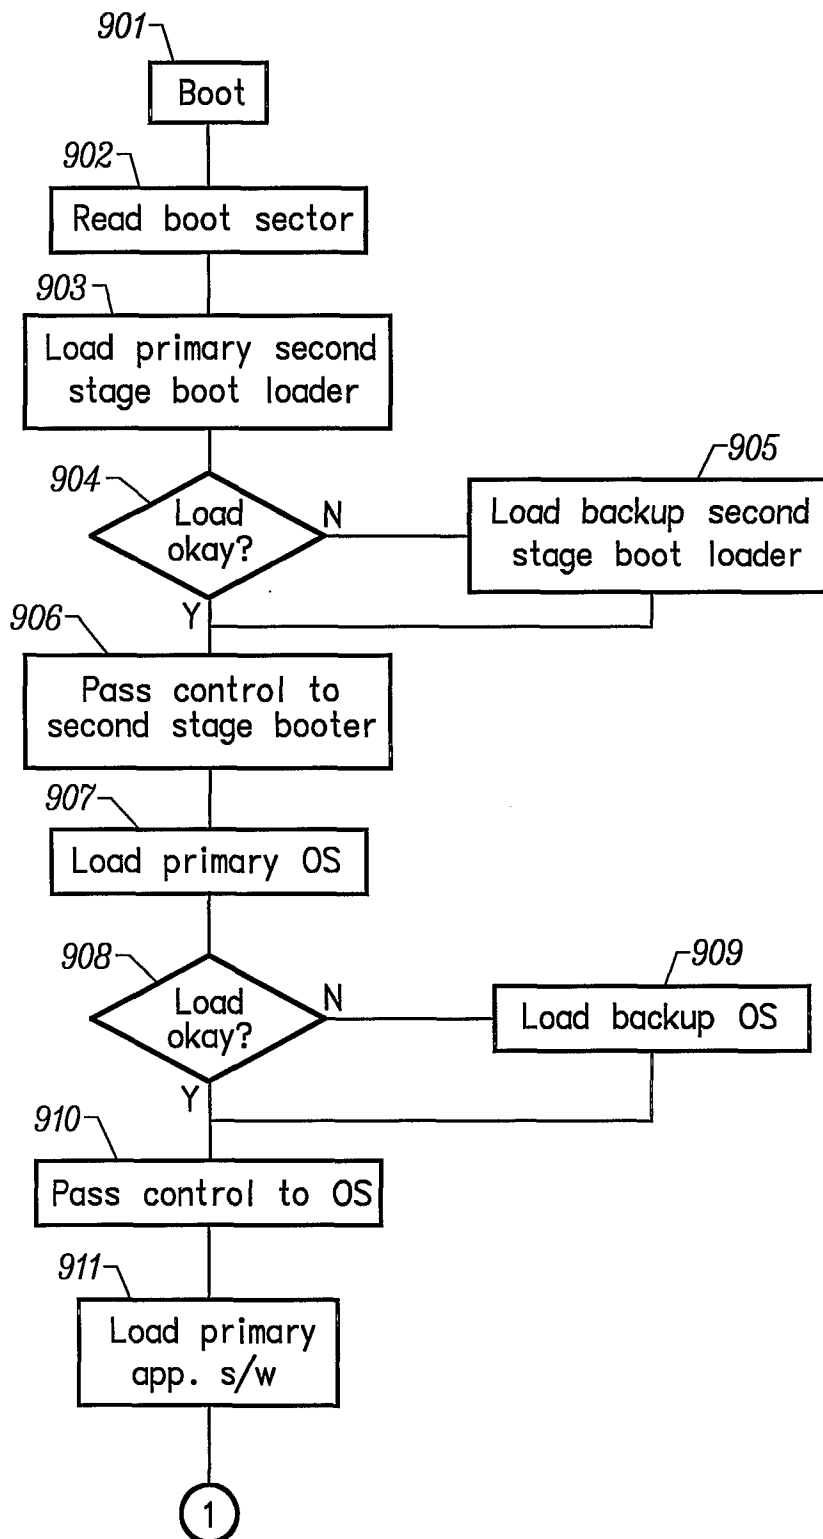 901
Boot
902
Read boot sector
903
Load primary second
stage boot loader
904
Load
okay?
N
905
Load backup second
stage boot loader
Y
906
Pass control to
second stage booter
907
Load primary OS
908
Load
okay?
N
909
Load backup OS
Y
910
Pass control to OS
911
Load primary
app. s/w
1